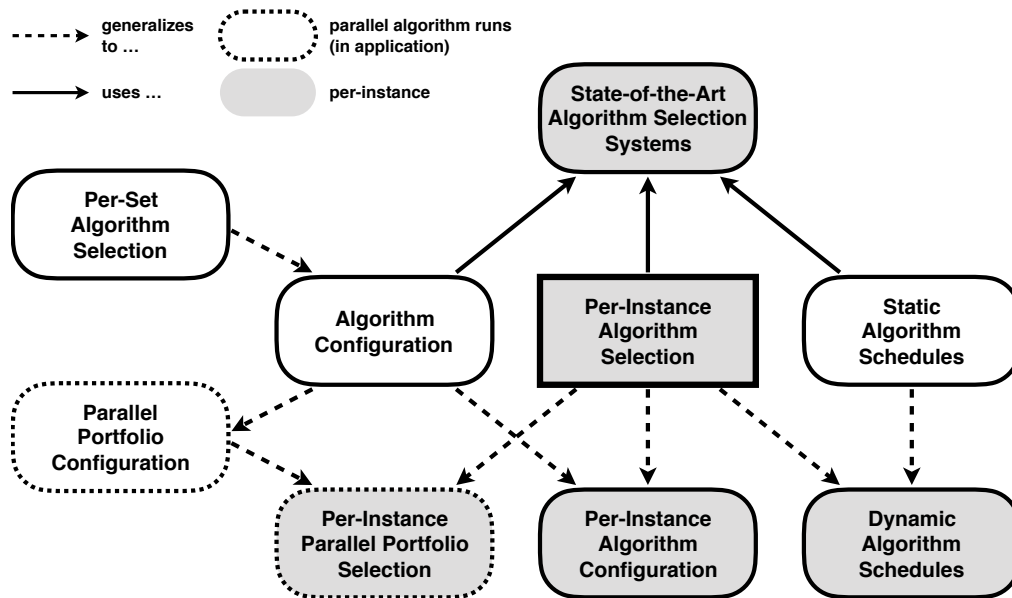 generalizes
to ...
parallel algorithm runs
(in application)
uses ...
per-instance
State-of-the-Art
Algorithm Selection
Systems
Per-Set
Algorithm
Selection
Algorithm
Configuration
Per-Instance
Algorithm
Selection
Static
Algorithm
Schedules
Parallel
Portfolio
Configuration
Per-Instance
Parallel Portfolio
Selection
Per-Instance
Algorithm
Configuration
Dynamic
Algorithm
Schedules